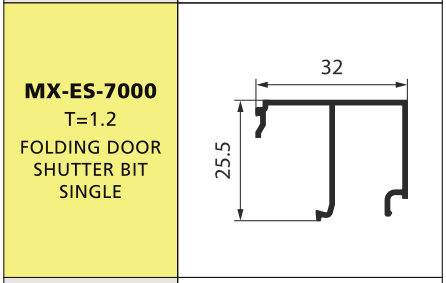 MX-ES-7000
T=1.2
FOLDING DOOR
SHUTTER BIT
SINGLE
32
25.5